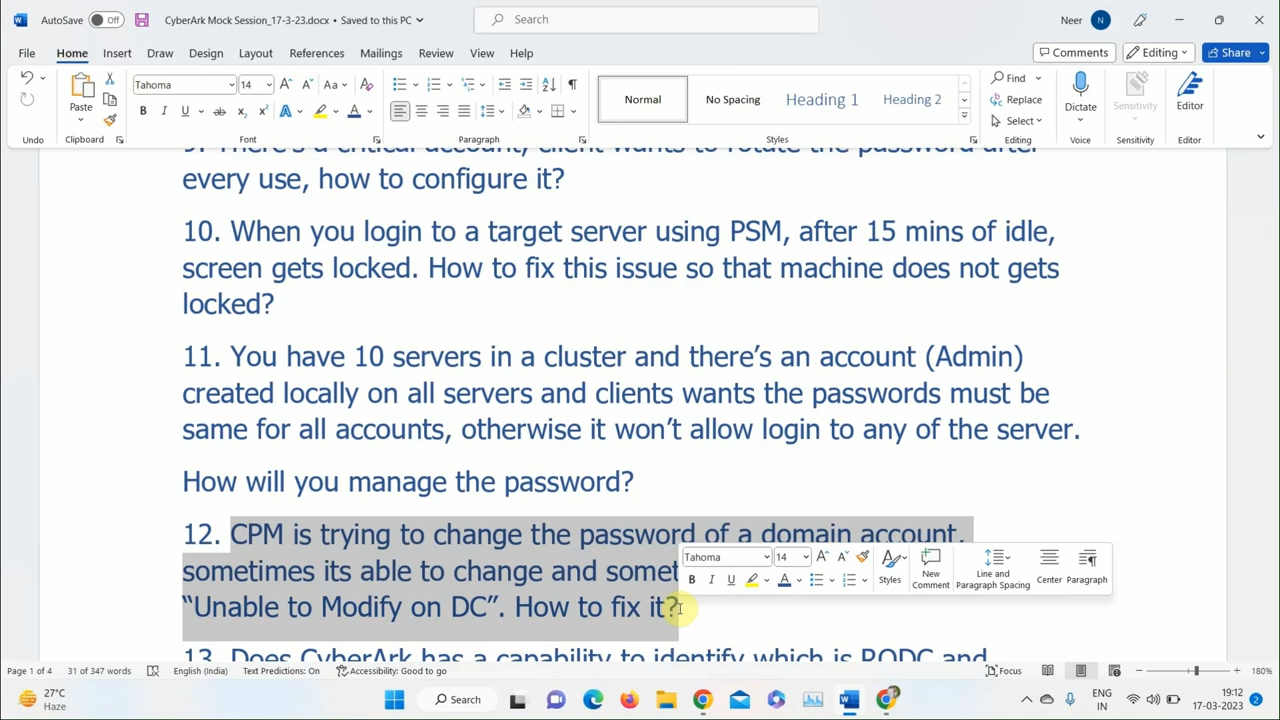 AutoSave Off CyberArk Mock Session_17-3-23.docx • Saved to this PC Search Neer N
File Home Insert Draw Design Layout References Mailings Review View Help Comments Editing Share
Tahoma 14 Aa Normal No Spacing Heading 1 Heading 2 Find
Paste Replace Dictate Sensitivity Editor
B I U ab x₂ x² A A Select
Undo Clipboard Font Paragraph Styles Editing Voice Sensitivity Editor
9. There's a critical account, client wants to rotate the password after
every use, how to configure it?
10. When you login to a target server using PSM, after 15 mins of idle,
screen gets locked. How to fix this issue so that machine does not gets
locked?
11. You have 10 servers in a cluster and there’s an account (Admin)
created locally on all servers and clients wants the passwords must be
same for all accounts, otherwise it won’t allow login to any of the server.
How will you manage the password?
12. CPM is trying to change the password of a domain account,
sometimes its able to change and
“Unable to Modify on DC”. How to fix it?
Tahoma 14 A A Styles New Comment Line and Paragraph Spacing Center Paragraph
B I U A
13. Does CyberArk has a capability to identify which is RODC and
Page 1 of 4 31 of 347 words English (India) Text Predictions: On Accessibility: Good to go Focus 180%
27°C
Haze
Search
ENG
IN
19:12
17-03-2023
2